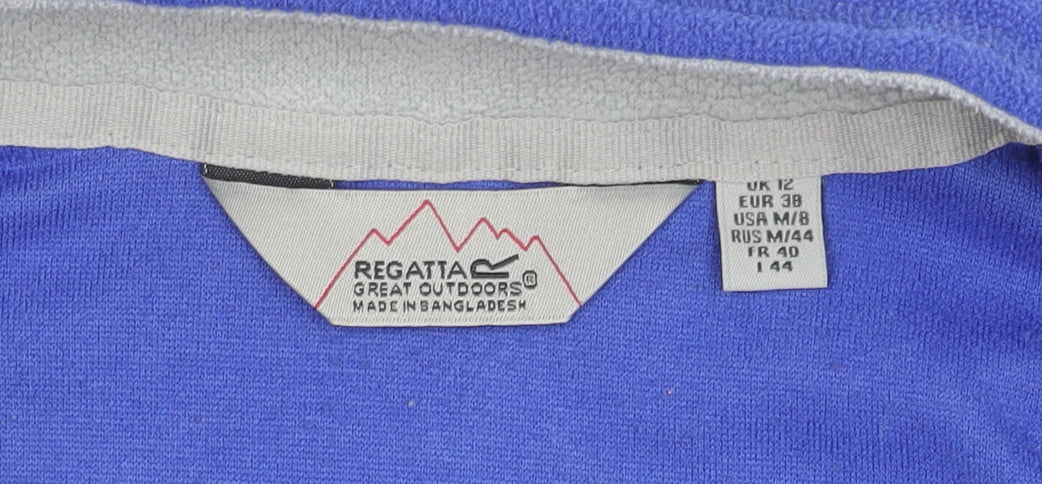 REGATTA R
GREAT OUTDOORS ®
MADE IN BANGLADESH
UK 12
EUR 38
USA M/8
RUS M/44
FR 40
I 44